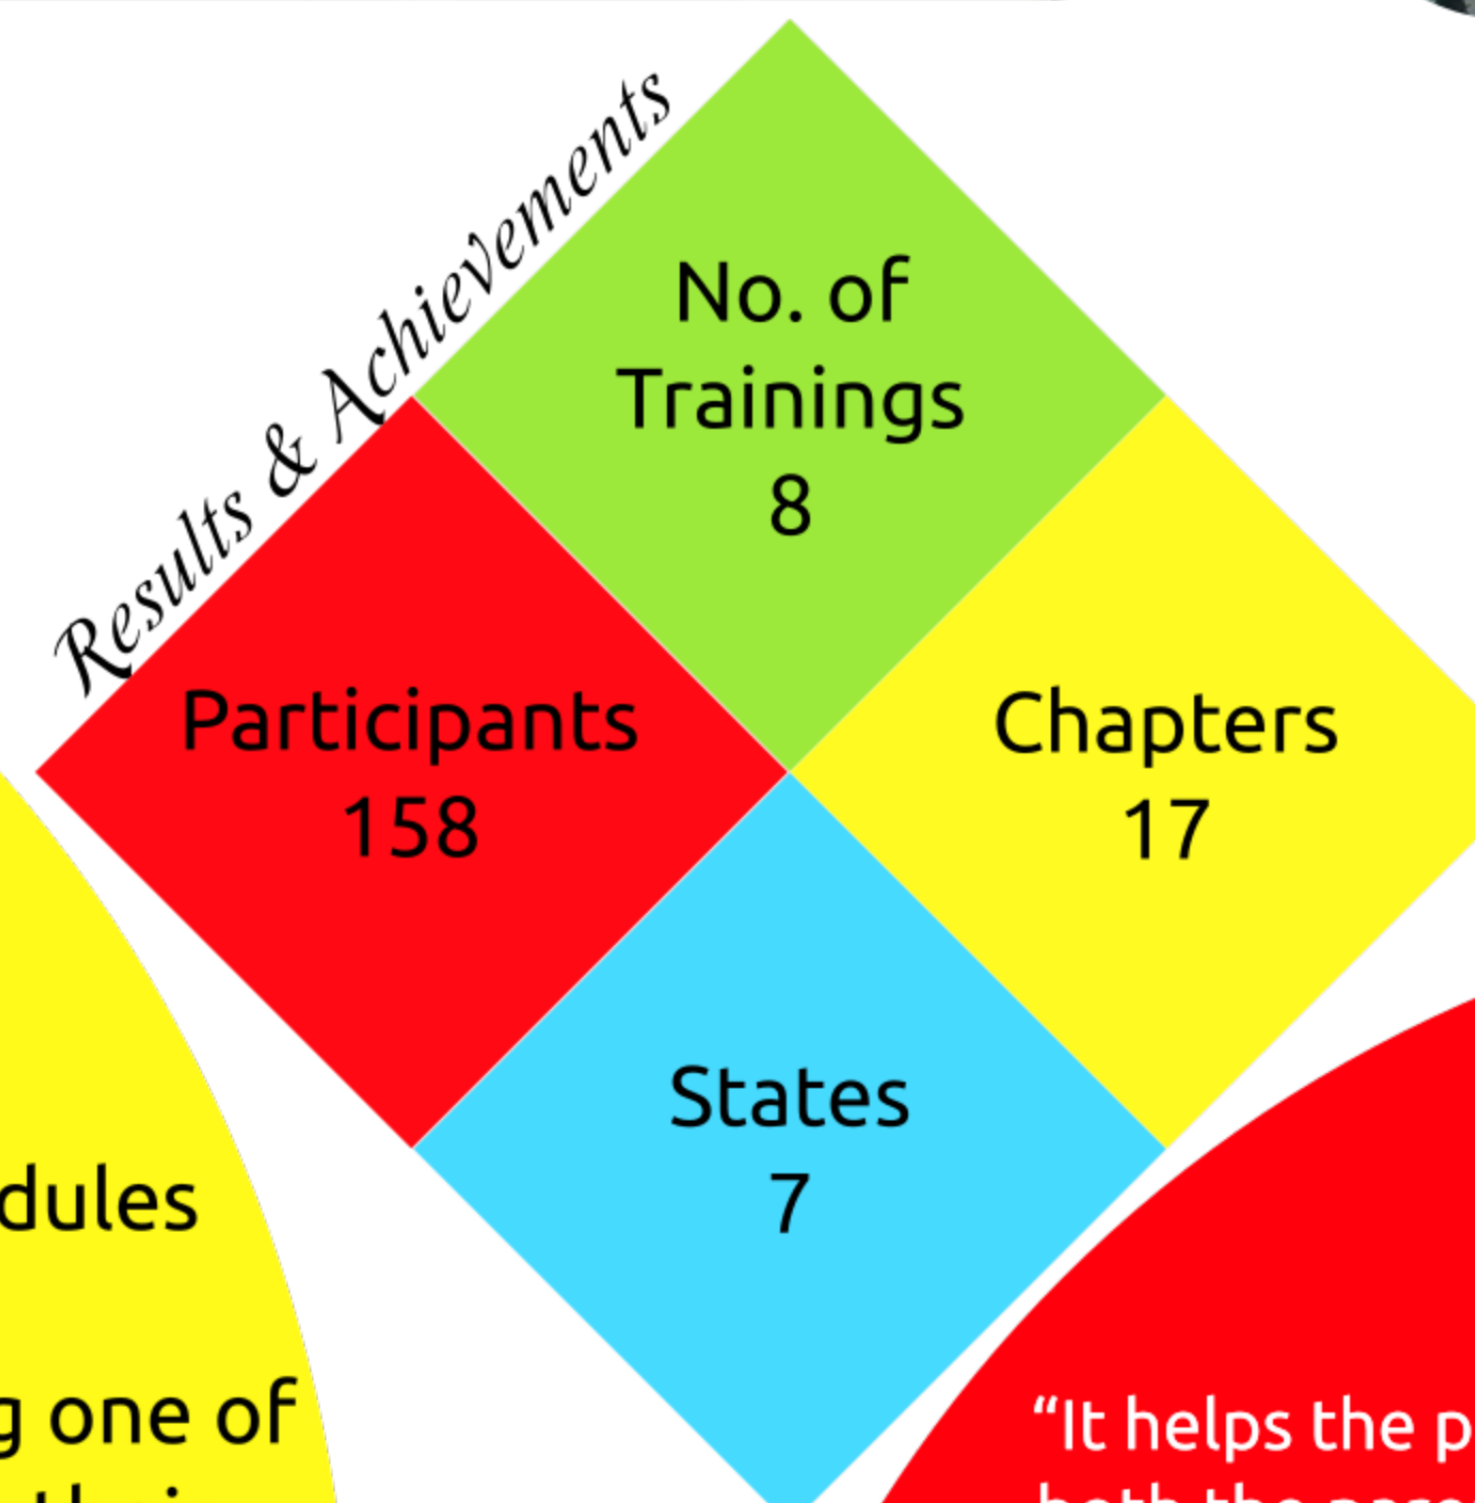 Results & Achievements
No. of
Trainings
8
Participants
158
Chapters
17
States
7
dules
g one of
“It helps the p